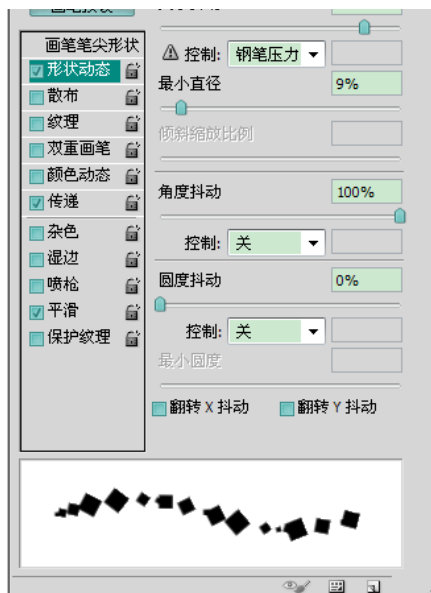 画笔笔尖形状
形状动态
散布
纹理
双重画笔
颜色动态
传递
杂色
湿边
喷枪
平滑
保护纹理
控制: 钢笔压力
最小直径 9%
倾斜缩放比例
角度抖动 100%
控制: 关
圆度抖动 0%
控制: 关
最小圆度
翻转 X 抖动 翻转 Y 抖动